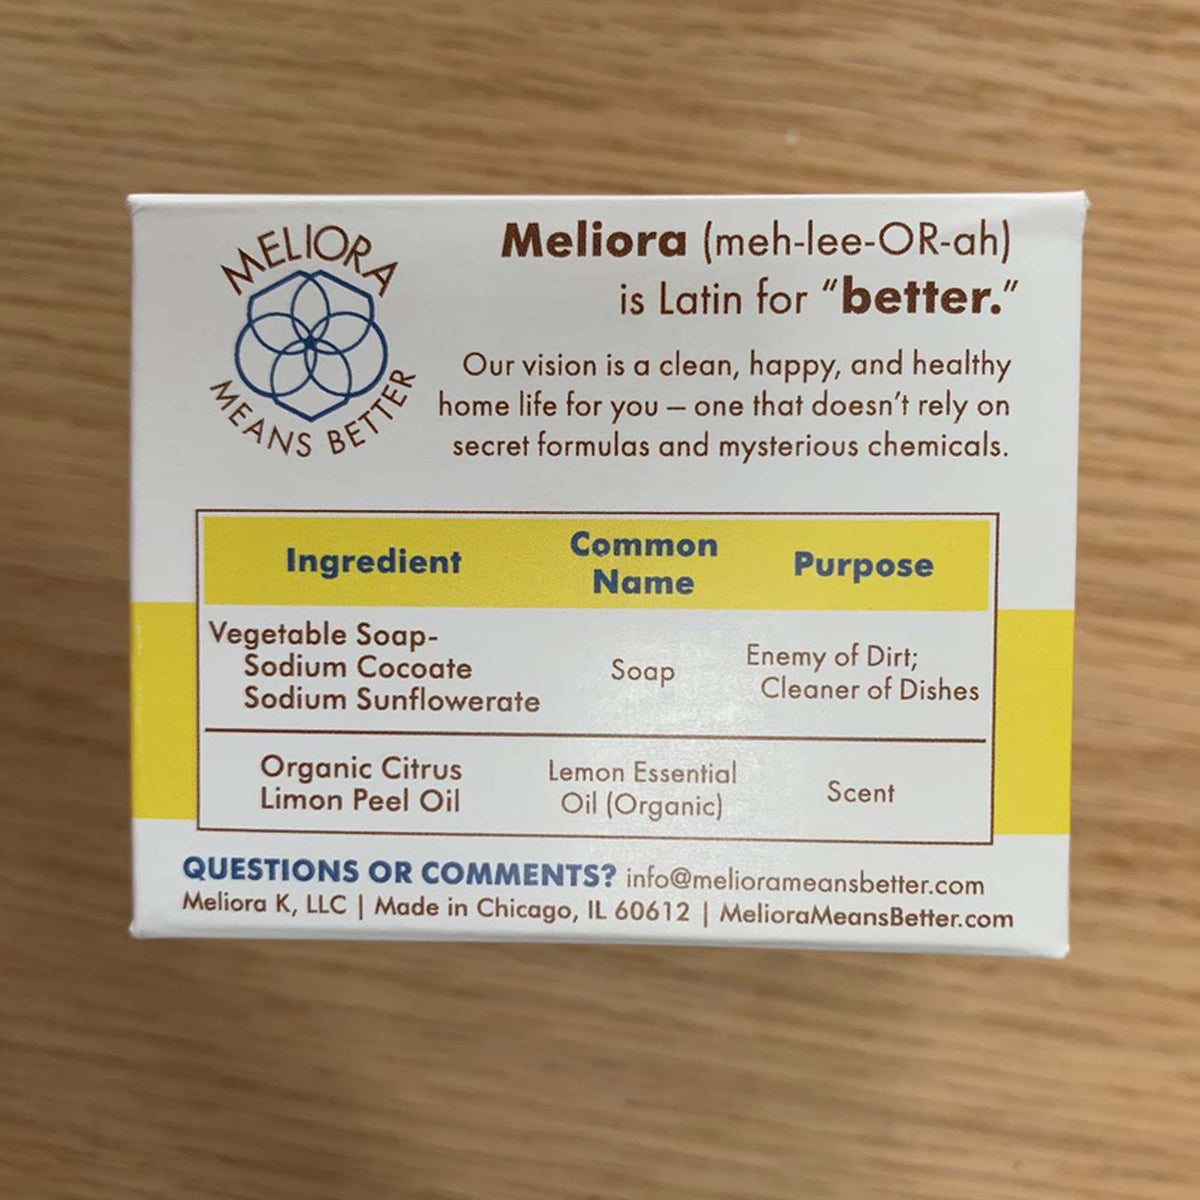 MELIORA
MEANS BETTER
Meliora (meh-lee-OR-ah)
is Latin for “better.”
Our vision is a clean, happy, and healthy
home life for you – one that doesn’t rely on
secret formulas and mysterious chemicals.
Ingredient
Common
Name
Purpose
Vegetable Soap-
Sodium Cocoate
Sodium Sunflowerate
Soap
Enemy of Dirt;
Cleaner of Dishes
Organic Citrus
Limon Peel Oil
Lemon Essential
Oil (Organic)
Scent
QUESTIONS OR COMMENTS? info@geliorameansbetter.com
Meliora K, LLC | Made in Chicago, IL 60612 | MelioraMeansBetter.com